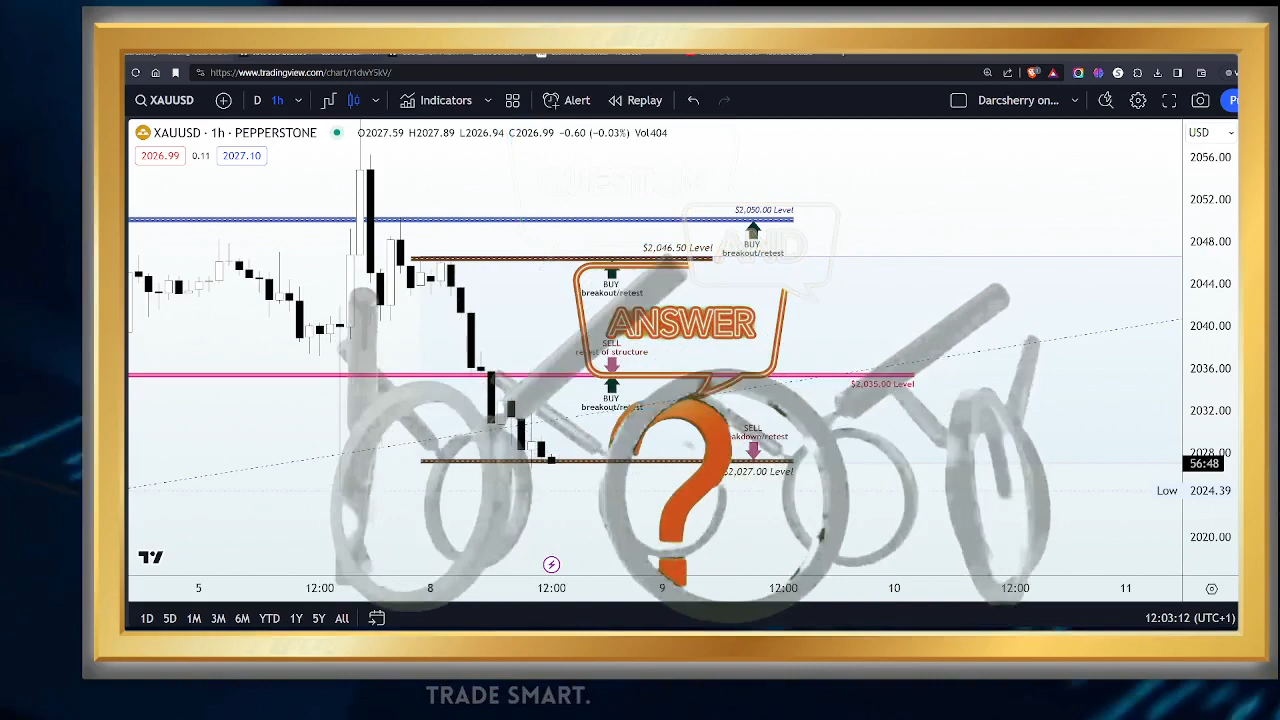 https://www.tradingview.com/chart/r1dwY5kV/
XAUUSD D 1h Indicators Alert Replay Darcsherry on...
XAUUSD · 1h · PEPPERSTONE O2027.59 H2027.89 L2026.94 C2026.99 −0.60 (−0.03%) Vol404
USD
2026.99 0.11 2027.10
2056.00
QUESTION
2052.00
$2,050.00 Level
AND
2048.00
$2,046.50 Level
BUY
breakout/retest
BUY
breakout/retest
2044.00
ANSWER
2040.00
SELL
retest of structure
2036.00
$2,035.00 Level
BUY
breakout/retest
2032.00
SELL
breakdown/retest
2028.00
56:48
$2,027.00 Level
?
Low 2024.39
2020.00
5 12:00 8 12:00 9 12:00 10 12:00 11
1D 5D 1M 3M 6M YTD 1Y 5Y All 12:03:12 (UTC+1)
TRADE SMART.